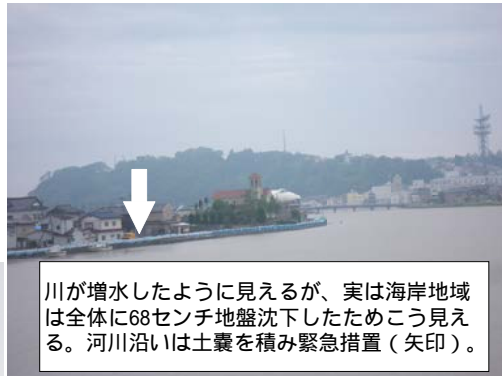 川が増水したように見えるが、実は海岸地域
は全体に68センチ地盤沈下したためこう見え
る。河川沿いは土嚢を積み緊急措置（矢印）。